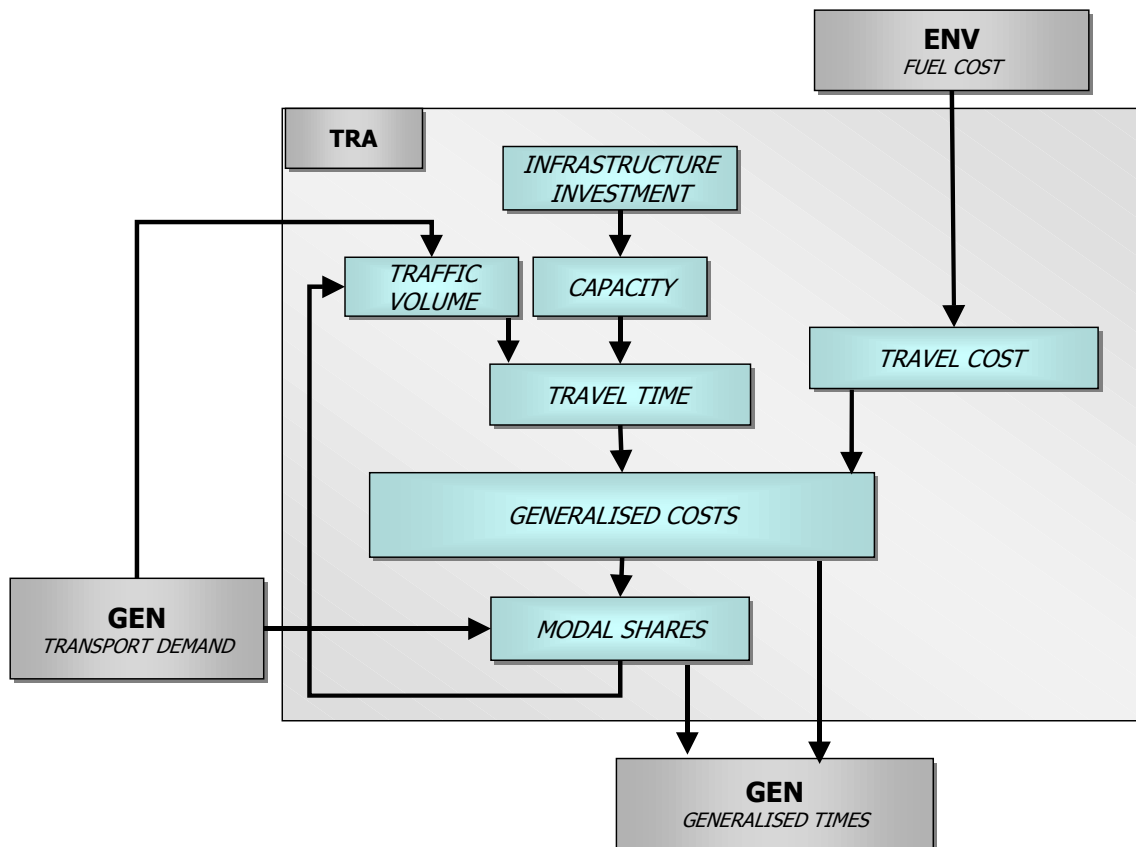 ENV
FUEL COST
TRA
INFRASTRUCTURE
INVESTMENT
TRAFFIC
VOLUME
CAPACITY
TRAVEL COST
TRAVEL TIME
GENERALISED COSTS
GEN
TRANSPORT DEMAND
MODAL SHARES
GEN
GENERALISED TIMES